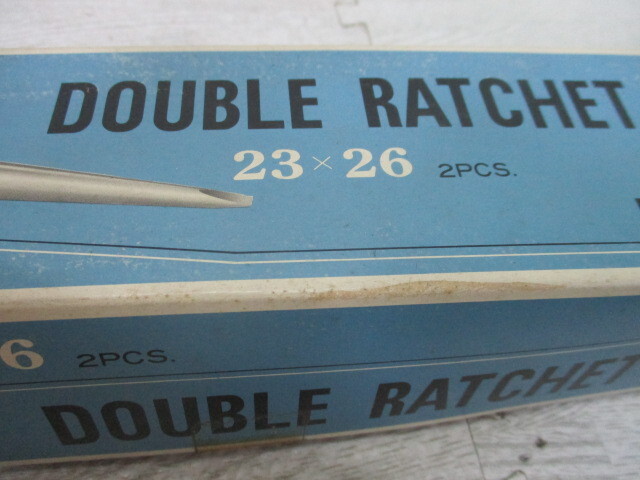 DOUBLE RATCHET
23 × 26 2PCS.
6 2PCS.
DOUBLE RATCHET